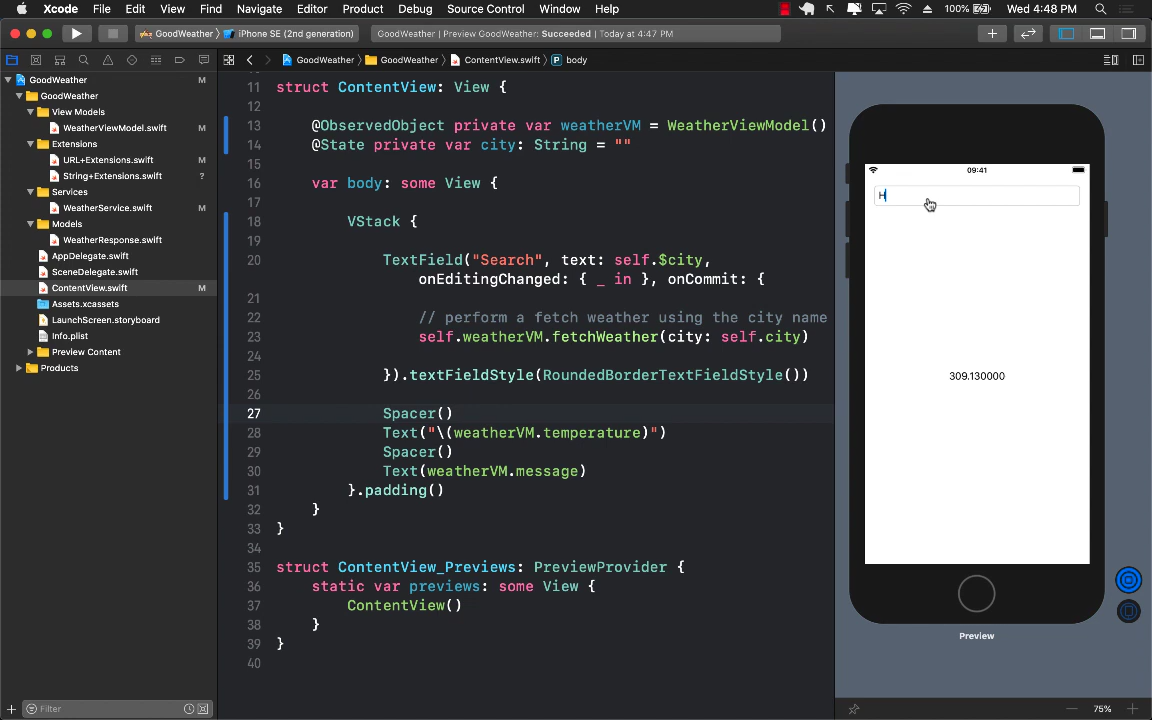 Xcode File Edit View Find Navigate Editor Product Debug Source Control Window Help 100% Wed 4:48 PM
GoodWeather iPhone SE (2nd generation) GoodWeather | Preview GoodWeather: Succeeded | Today at 4:47 PM
GoodWeather GoodWeather ContentView.swift body
GoodWeather M
GoodWeather
View Models
WeatherViewModel.swift M
Extensions
URL+Extensions.swift M
String+Extensions.swift ?
Services
WeatherService.swift M
Models
WeatherResponse.swift
AppDelegate.swift
SceneDelegate.swift
ContentView.swift M
Assets.xcassets
LaunchScreen.storyboard
Info.plist
Preview Content
Products
Filter
11 struct ContentView: View {
12
13 @ObservedObject private var weatherVM = WeatherViewModel()
14 @State private var city: String = ""
15
16 var body: some View {
17
18 VStack {
19
20 TextField("Search", text: self.$city,
onEditingChanged: { _ in }, onCommit: {
21
22 // perform a fetch weather using the city name
23 self.weatherVM.fetchWeather(city: self.city)
24
25 }).textFieldStyle(RoundedBorderTextFieldStyle())
26
27 Spacer()
28 Text("\(weatherVM.temperature)")
29 Spacer()
30 Text(weatherVM.message)
31 }.padding()
32 }
33 }
34
35 struct ContentView_Previews: PreviewProvider {
36 static var previews: some View {
37 ContentView()
38 }
39 }
40
09:41
H
309.130000
Preview
75%